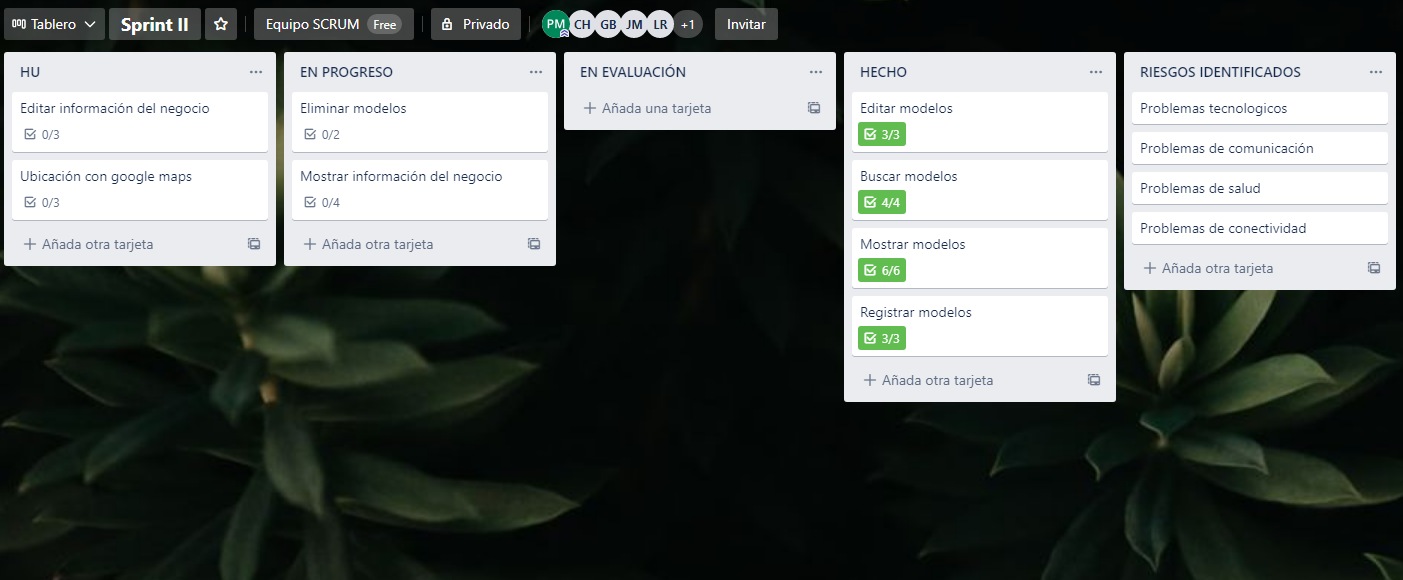 Tablero
Sprint II
Equipo SCRUM Free
Privado
PM CH GB JM LR +1
Invitar
HU
Editar información del negocio
0/3
Ubicación con google maps
0/3
Añada otra tarjeta
EN PROGRESO
Eliminar modelos
0/2
Mostrar información del negocio
0/4
Añada otra tarjeta
EN EVALUACIÓN
Añada una tarjeta
HECHO
Editar modelos
3/3
Buscar modelos
4/4
Mostrar modelos
6/6
Registrar modelos
3/3
Añada otra tarjeta
RIESGOS IDENTIFICADOS
Problemas tecnologicos
Problemas de comunicación
Problemas de salud
Problemas de conectividad
Añada otra tarjeta